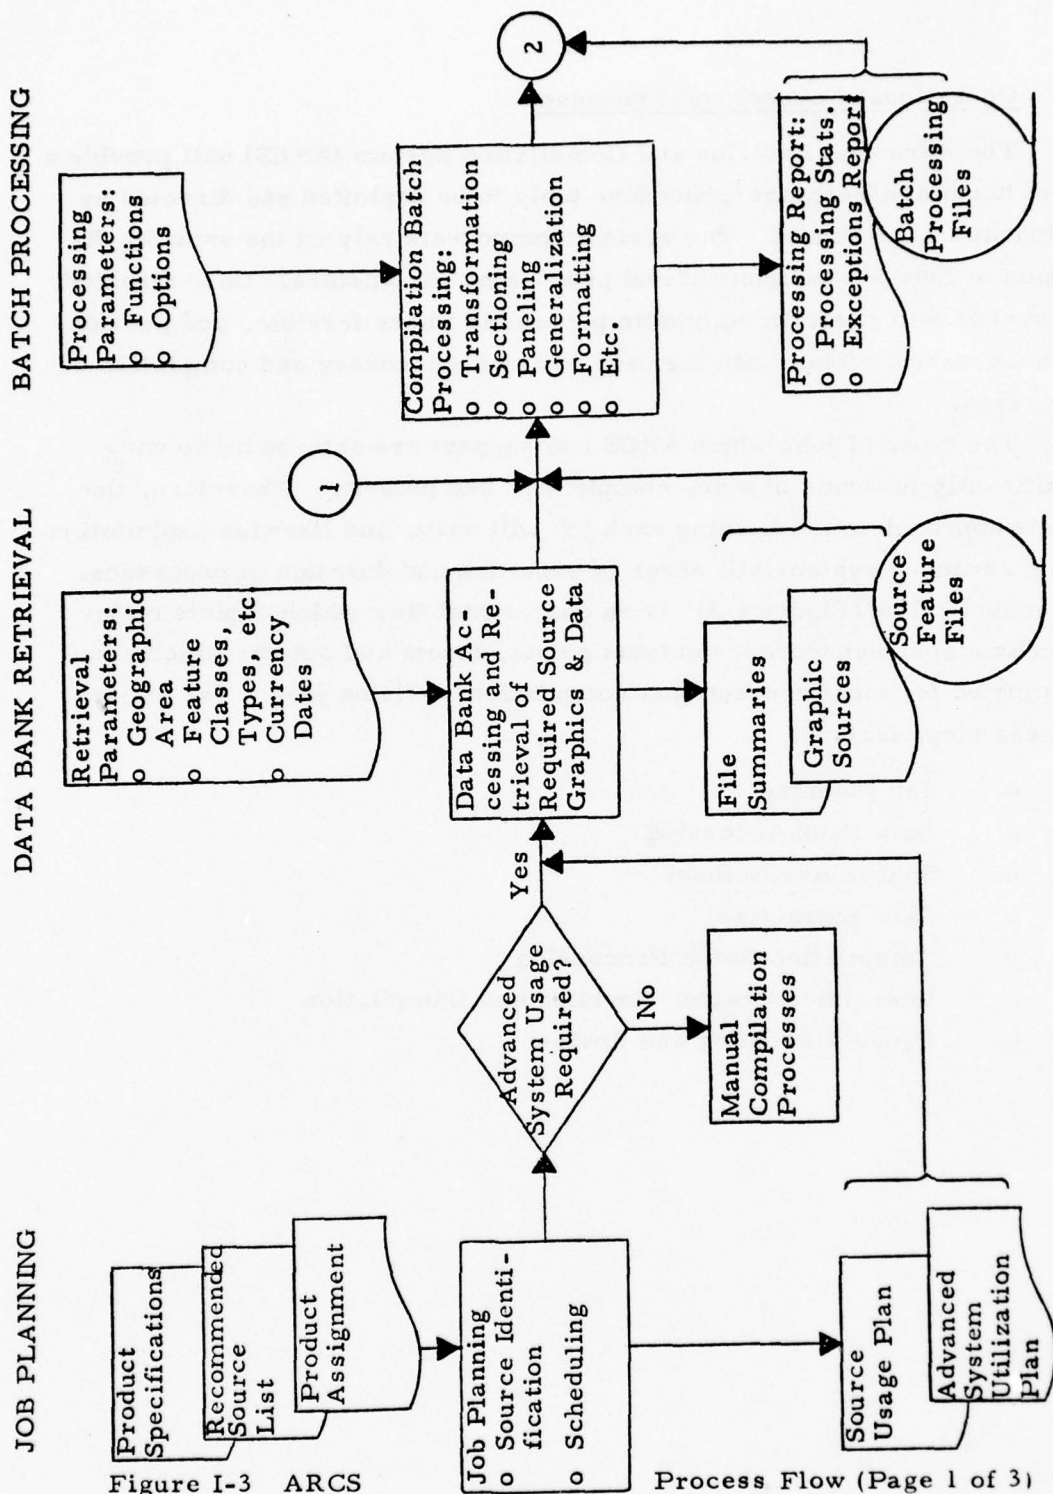 JOB PLANNING
DATA BANK RETRIEVAL
BATCH PROCESSING
Product
Specifications
Recommended
Source
List
Product
Assignment
Job Planning
o Source Identi-
fication
o Scheduling
Source
Usage Plan
Advanced
System
Utilization
Plan
Advanced
System Usage
Required?
Yes
No
Manual
Compilation
Processes
Retrieval
Parameters:
o Geographic
Area
o Feature
Classes,
Types, etc.
o Currency
Dates
Data Bank Ac-
cessing and Re-
trieval of
Required Source
Graphics & Data
File
Summaries
Graphic
Sources
Source
Feature
Files
1
Processing
Parameters:
o Functions
o Options
Compilation Batch
Processing:
o Transformation
o Sectioning
o Paneling
o Generalization
o Formatting
o Etc.
Processing Report:
o Processing Stats.
o Exceptions Report
Batch
Processing
Files
2
Figure I-3 ARCS Process Flow (Page 1 of 3)